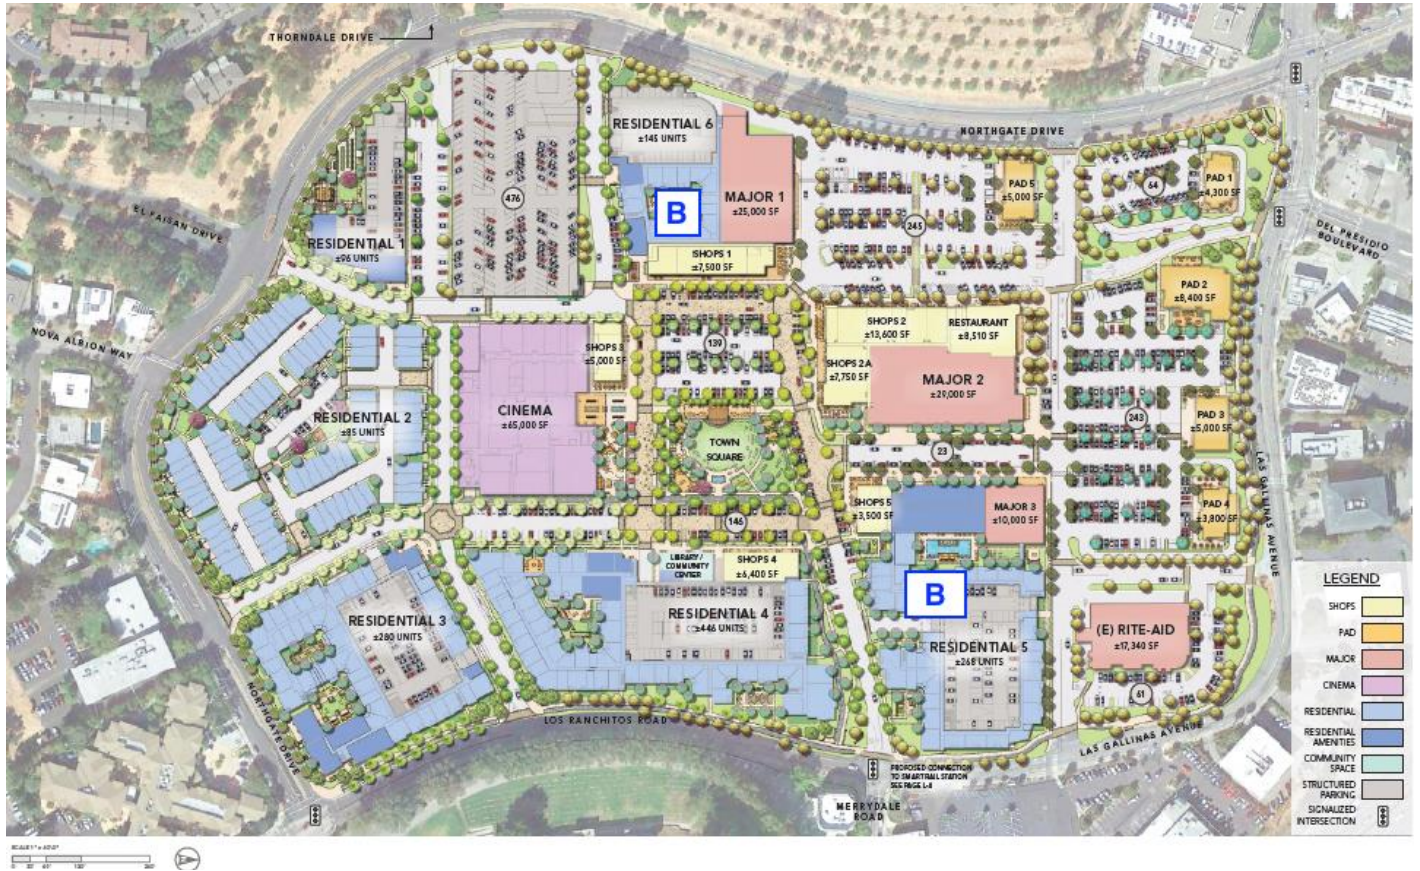 THORNDALE DRIVE
NORTHGATE DRIVE
RESIDENTIAL 6
±145 UNITS
MAJOR 1
±25,000 SF
B
SHOPS 1
±7,500 SF
476
RESIDENTIAL 1
±96 UNITS
EL FAISAN DRIVE
NOVA ALBION WAY
245
PAD 5
±5,000 SF
64
PAD 1
±4,300 SF
DEL PRESIDIO
BOULEVARD
PAD 2
±8,400 SF
SHOPS 2
±13,600 SF
RESTAURANT
±8,510 SF
SHOPS 2A
±7,750 SF
MAJOR 2
±29,000 SF
139
SHOPS 3
±5,000 SF
CINEMA
±65,000 SF
RESIDENTIAL 2
±85 UNITS
TOWN
SQUARE
23
243
PAD 3
±5,000 SF
PAD 4
±3,800 SF
LAS GALLINAS AVENUE
SHOPS 5
±3,500 SF
MAJOR 3
±10,000 SF
146
LIBRARY /
COMMUNITY
CENTER
SHOPS 4
±6,400 SF
B
RESIDENTIAL 3
±280 UNITS
RESIDENTIAL 4
±446 UNITS
RESIDENTIAL 5
±268 UNITS
(E) RITE-AID
±17,340 SF
61
LAS GALLINAS AVENUE
NORTHGATE DRIVE
LOS RANCHITOS ROAD
PROPOSED CONNECTION
TO SMARTRAIL STATION
SEE PAGE L-8
MERRYDALE
ROAD
LEGEND
SHOPS
PAD
MAJOR
CINEMA
RESIDENTIAL
RESIDENTIAL
AMENITIES
COMMUNITY
SPACE
STRUCTURED
PARKING
SIGNALIZED
INTERSECTION